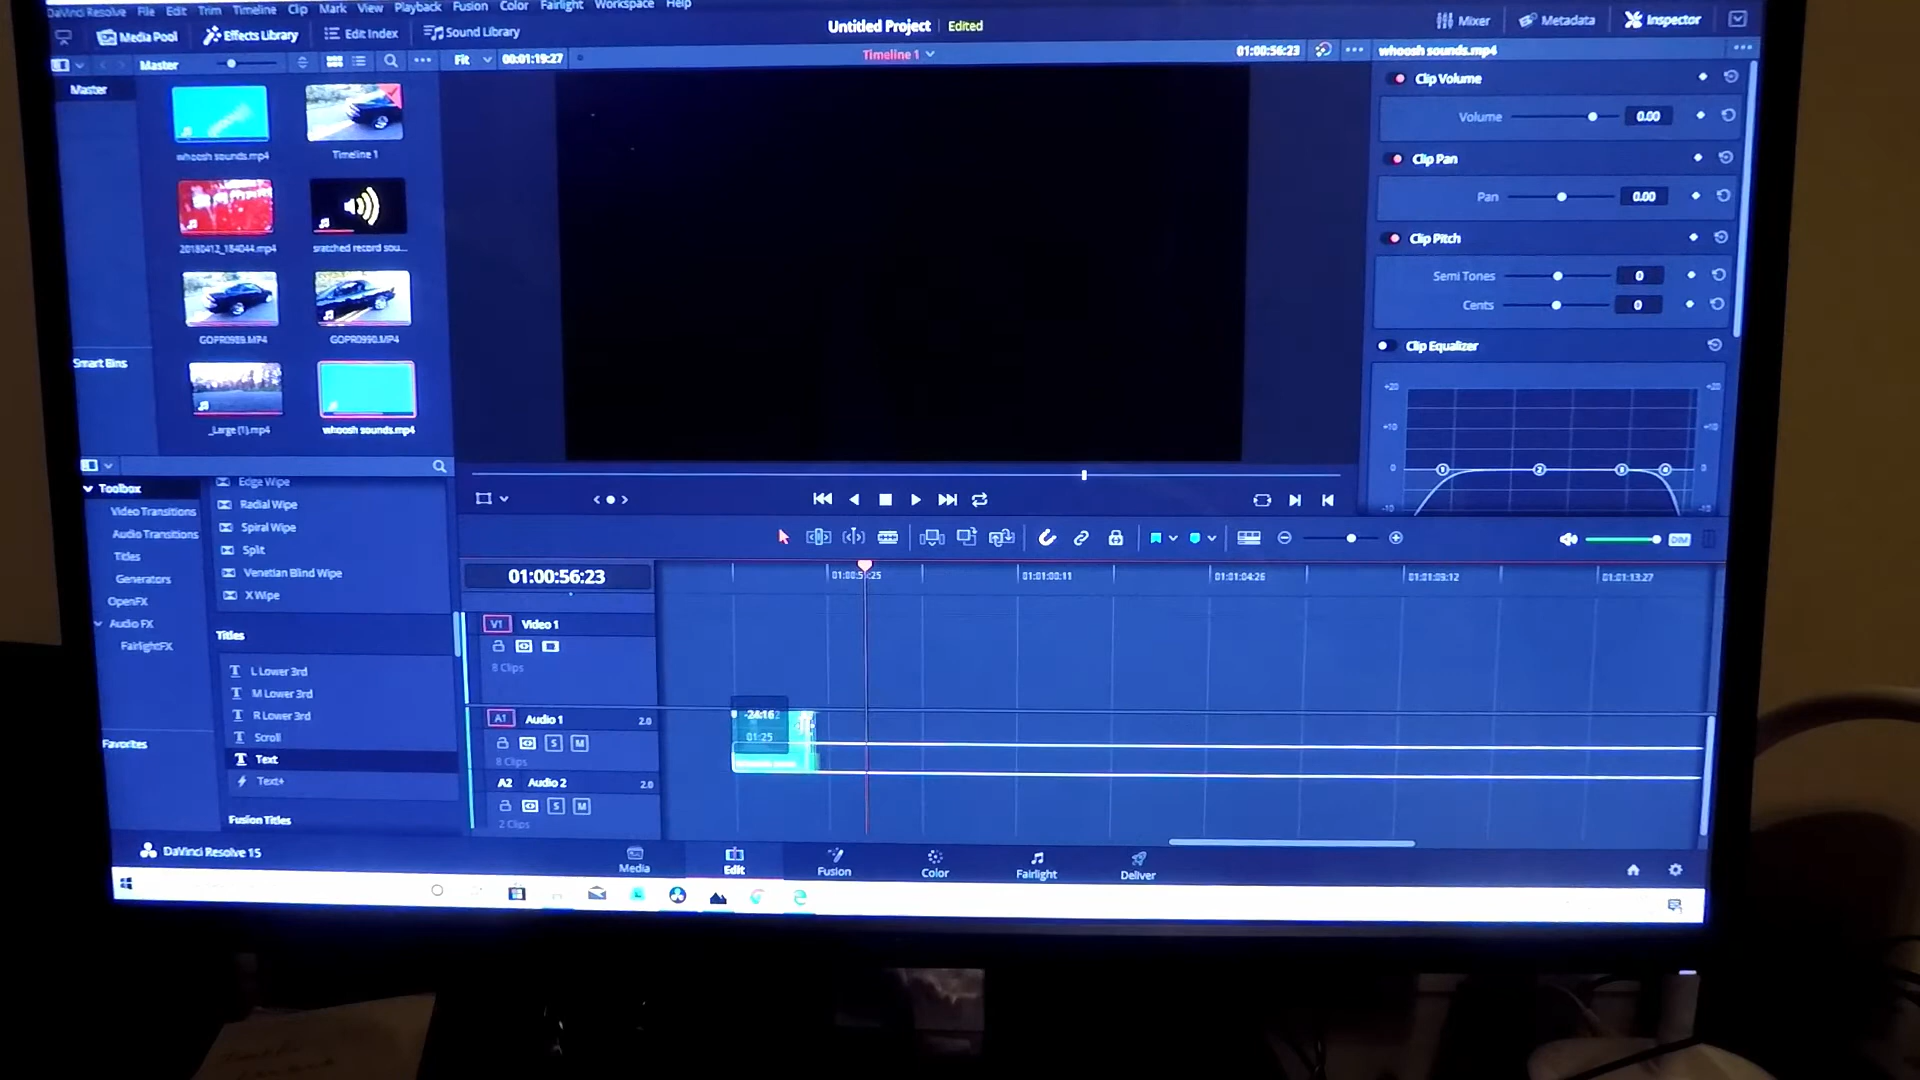 DaVinci Resolve File Edit Trim Timeline Clip Mark View Playback Fusion Color Fairlight Workspace Help
Media Pool Effects Library Edit Index Sound Library
Untitled Project Edited
Mixer Metadata Inspector
Master
Fit 00:01:19:27
Timeline 1
01:00:56:23
whoosh sounds.mp4
Master
whoosh sounds.mp4
Timeline 1
20180412_184044.mp4
sratched record sou...
GOPR0989.MP4
GOPR0990.MP4
Smart Bins
_Large (1).mp4
whoosh sounds.mp4
Clip Volume
Volume 0.00
Clip Pan
Pan 0.00
Clip Pitch
Semi Tones 0
Cents 0
Clip Equalizer
+20 +20
+10 +10
0 0
-10 -10
Toolbox
Video Transitions
Audio Transitions
Titles
Generators
OpenFX
Audio FX
FairlightFX
Favorites
Edge Wipe
Radial Wipe
Spiral Wipe
Split
Venetian Blind Wipe
X Wipe
Titles
L Lower 3rd
M Lower 3rd
R Lower 3rd
Scroll
Text
Text+
Fusion Titles
DIM
01:00:56:23
01:01:00:11
01:01:04:26
01:01:09:12
01:01:13:27
V1 Video 1
8 Clips
A1 Audio 1 2.0
S M
8 Clips
A2 Audio 2 2.0
S M
2 Clips
01:25
DaVinci Resolve 15
Media Edit Fusion Color Fairlight Deliver